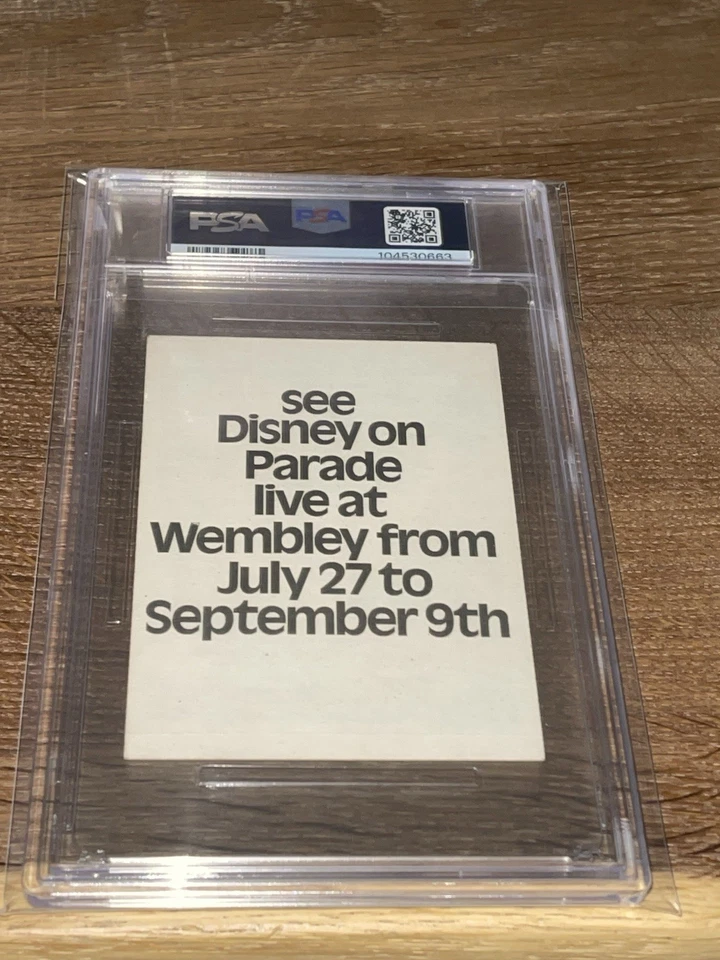 PSA PSA
104530663
see
Disney on
Parade
live at
Wembley from
July 27 to
September 9th